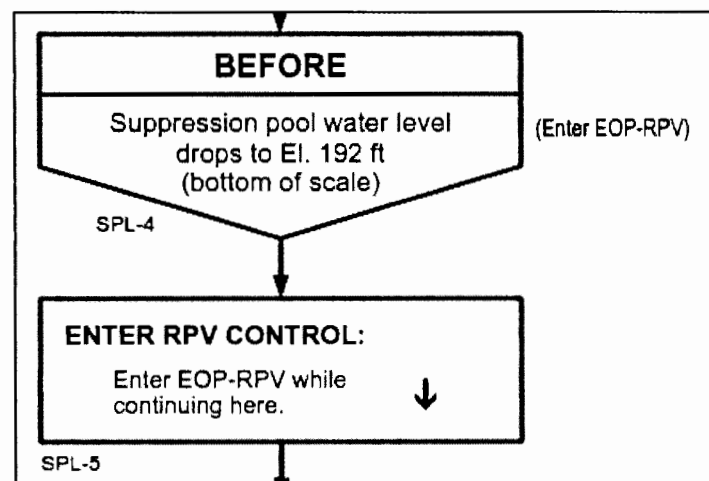 BEFORE
Suppression pool water level
drops to El. 192 ft
(bottom of scale)
(Enter EOP-RPV)
SPL-4
ENTER RPV CONTROL:
Enter EOP-RPV while
continuing here.
SPL-5